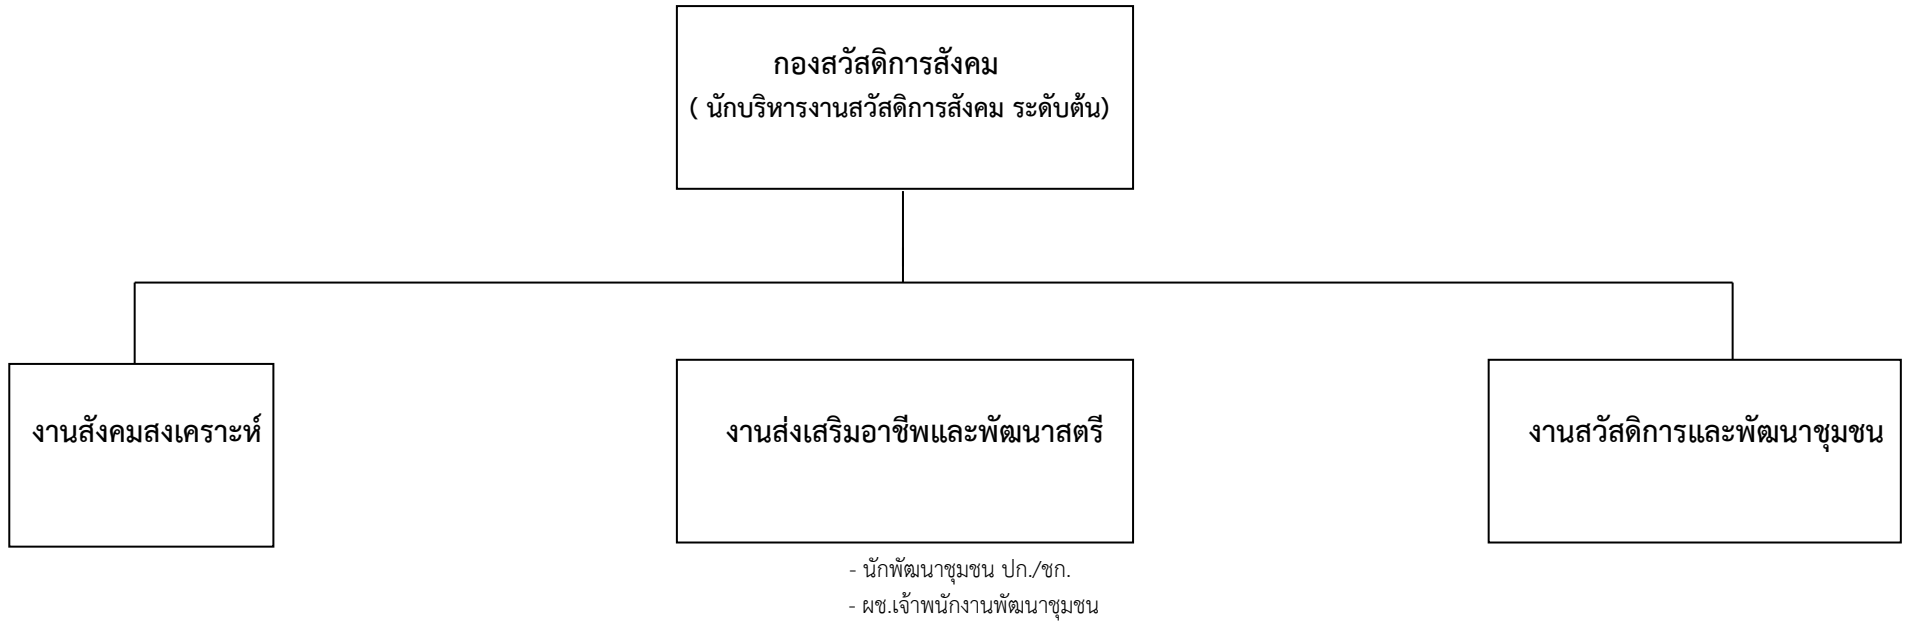 กองสวัสดิการสังคม
( นักบริหารงานสวัสดิการสังคม ระดับต้น)
งานสังคมสงเคราะห์
งานส่งเสริมอาชีพและพัฒนาสตรี
งานสวัสดิการและพัฒนาชุมชน
- นักพัฒนาชุมชน ปก./ชก.
- ผช.เจ้าพนักงานพัฒนาชุมชน